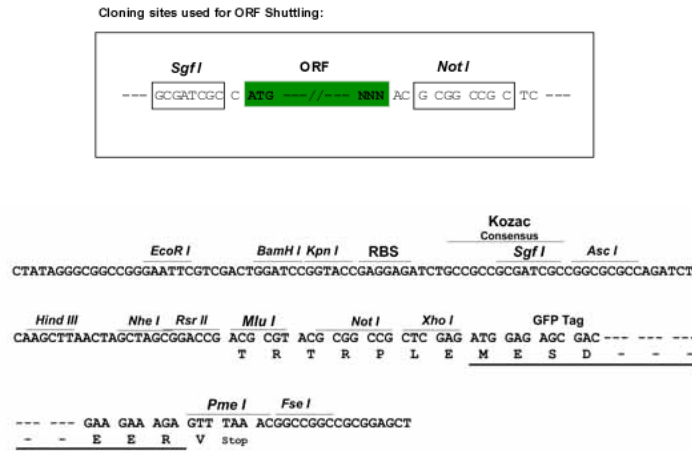 Cloning sites used for ORF Shuttling:
Sgf I ORF Not I
--- GCGATCGC C ATG ---//--- NNN AC G CGG CCG C TC ---
Kozac
Consensus
EcoR I BamH I Kpn I RBS Sgf I Asc I
CTATAGGGCGGCCGGGAATTCGTCGACTGGATCCGGTACCGAGGAGATCTGCCGCCGCGATCGCCGGCGCGCCAGATCT
Hind III Nhe I Rsr II Mlu I Not I Xho I GFP Tag
CAAGCTTAACTAGCTAGCGGACCG ACG CGT ACG CGG CCG CTC GAG ATG GAG AGC GAC--- --- ---
T R T R P L E M E S D - - -
--- --- GAA GAA AGA GTT TAA ACGGCCGGCCGCGGAGCT
Pme I Fse I
- - E E R V Stop